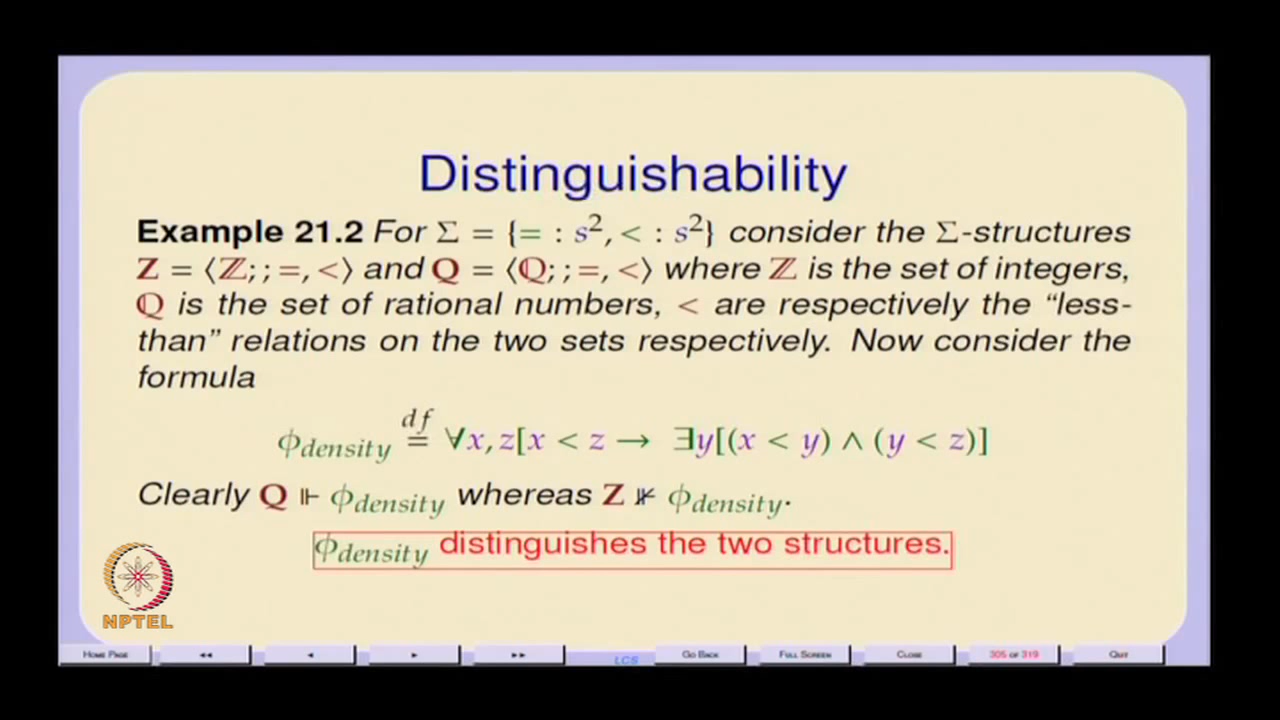 Distinguishability
Example 21.2 For Σ = {= : s², < : s²} consider the Σ-structures
Z = ⟨ℤ; ; =, <⟩ and Q = ⟨ℚ; ; =, <⟩ where ℤ is the set of integers,
ℚ is the set of rational numbers, < are respectively the “less-
than” relations on the two sets respectively. Now consider the
formula
ϕdensity df= ∀x, z[x < z → ∃y[(x < y) ∧ (y < z)]
Clearly Q ⊩ ϕdensity whereas Z ⊮ ϕdensity.
ϕdensity distinguishes the two structures.
NPTEL
Home Page ◄◄ ◄ ► ►► LCS Go Back Full Screen Close 305 of 319 Quit